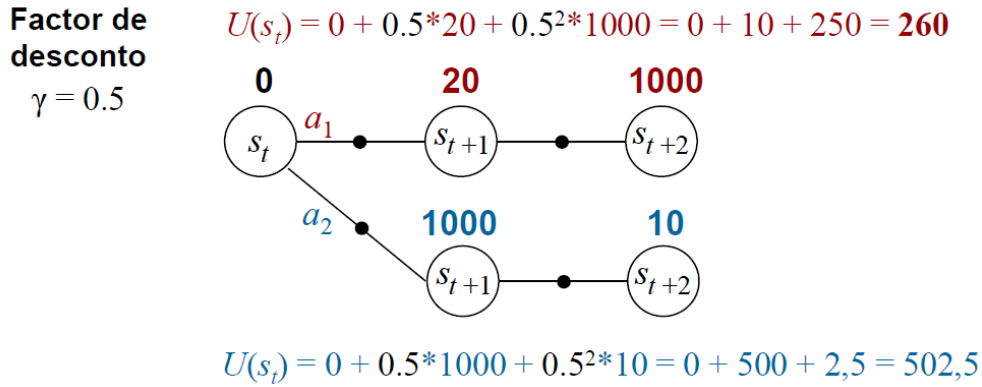 Factor de
desconto
γ = 0.5
U(sₜ) = 0 + 0.5*20 + 0.5²*1000 = 0 + 10 + 250 = 260
0 20 1000
a₁
sₜ sₜ₊₁ sₜ₊₂
a₂
1000 10
sₜ₊₁ sₜ₊₂
U(sₜ) = 0 + 0.5*1000 + 0.5²*10 = 0 + 500 + 2,5 = 502,5